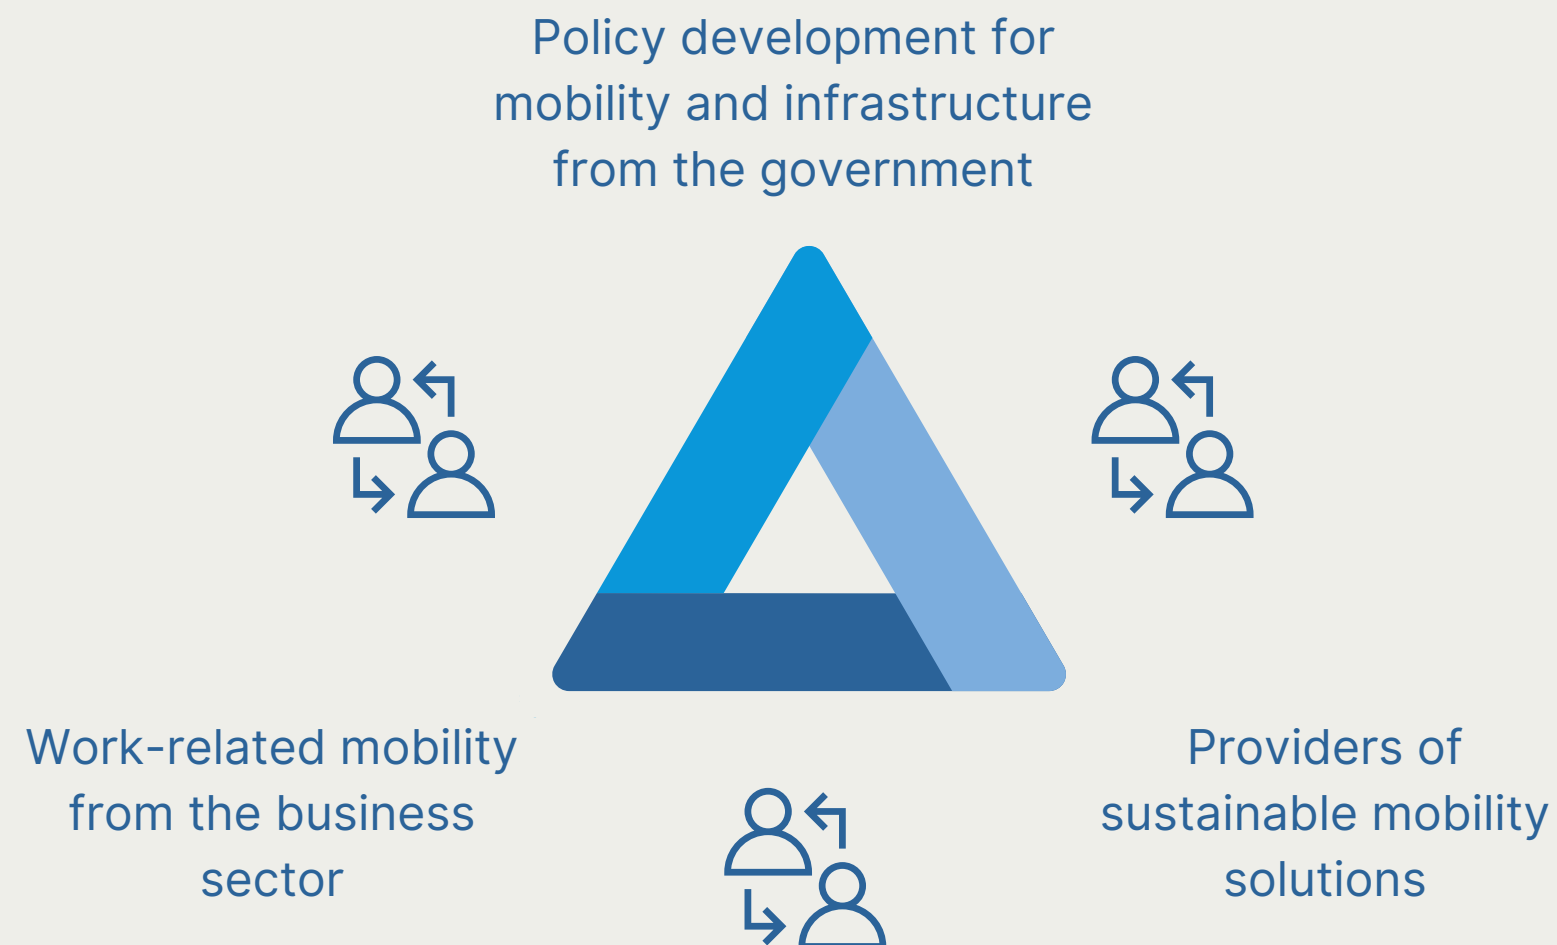 Policy development for
mobility and infrastructure
from the government
Work-related mobility
from the business
sector
Providers of
sustainable mobility
solutions